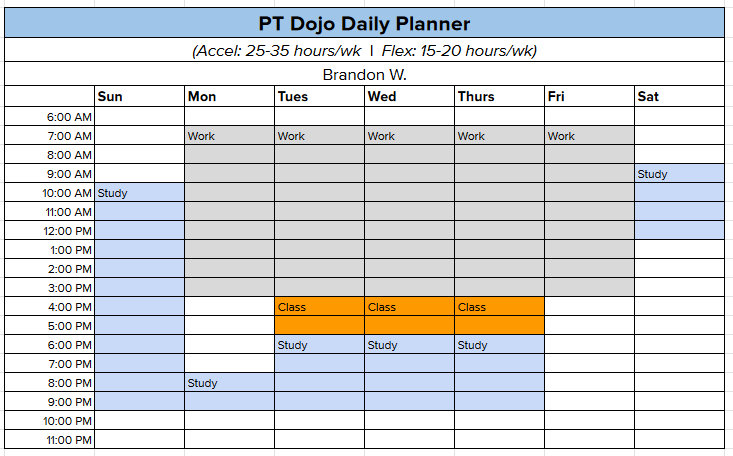 PT Dojo Daily Planner
(Accel: 25-35 hours/wk | Flex: 15-20 hours/wk)
Brandon W.
Sun Mon Tues Wed Thurs Fri Sat
6:00 AM
7:00 AM Work Work Work Work Work
8:00 AM
9:00 AM Study
10:00 AM Study
11:00 AM
12:00 PM
1:00 PM
2:00 PM
3:00 PM
4:00 PM Class Class Class
5:00 PM
6:00 PM Study Study Study
7:00 PM
8:00 PM Study
9:00 PM
10:00 PM
11:00 PM